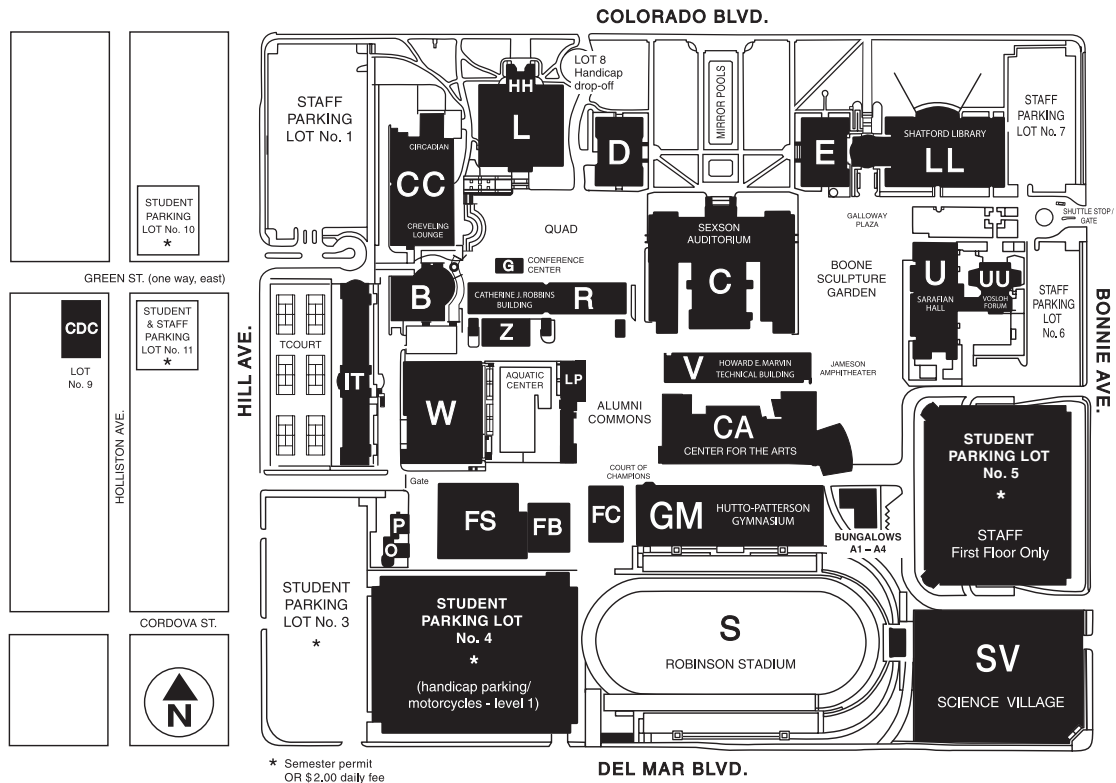 COLORADO BLVD.
LOT 8
Handicap
drop-off
HH
L
STAFF
PARKING
LOT No. 1
CIRCADIAN
CC
CREVELING
LOUNGE
D
MIRROR POOLS
E
SHATFORD LIBRARY
LL
STAFF
PARKING
LOT No. 7
STUDENT
PARKING
LOT No. 10
*
QUAD
SEXSON
AUDITORIUM
C
GALLOWAY
PLAZA
SHUTTLE STOP/
GATE
GREEN ST. (one way, east)
G
CONFERENCE
CENTER
BOONE
SCULPTURE
GARDEN
U
SARAFIAN
HALL
UU
VOSLOH
FORUM
STAFF
PARKING
LOT
No. 6
BONNIE AVE.
CDC
LOT
No. 9
STUDENT
& STAFF
PARKING
LOT No. 11
*
HOLLISTON AVE.
HILL AVE.
TCOURT
IT
B
CATHERINE J. ROBBINS
BUILDING
R
Z
W
AQUATIC
CENTER
LP
ALUMNI
COMMONS
V
HOWARD E. MARVIN
TECHNICAL BUILDING
JAMESON
AMPHITHEATER
CA
CENTER FOR THE ARTS
STUDENT
PARKING LOT
No. 5
*
STAFF
First Floor Only
Gate
COURT OF
CHAMPIONS
P
O
FS
FB
FC
GM
HUTTO-PATTERSON
GYMNASIUM
BUNGALOWS
A1 – A4
STUDENT
PARKING
LOT No. 3
*
STUDENT
PARKING LOT
No. 4
*
(handicap parking/
motorcycles - level 1)
S
ROBINSON STADIUM
SV
SCIENCE VILLAGE
CORDOVA ST.
N
* Semester permit
OR $2.00 daily fee
DEL MAR BLVD.